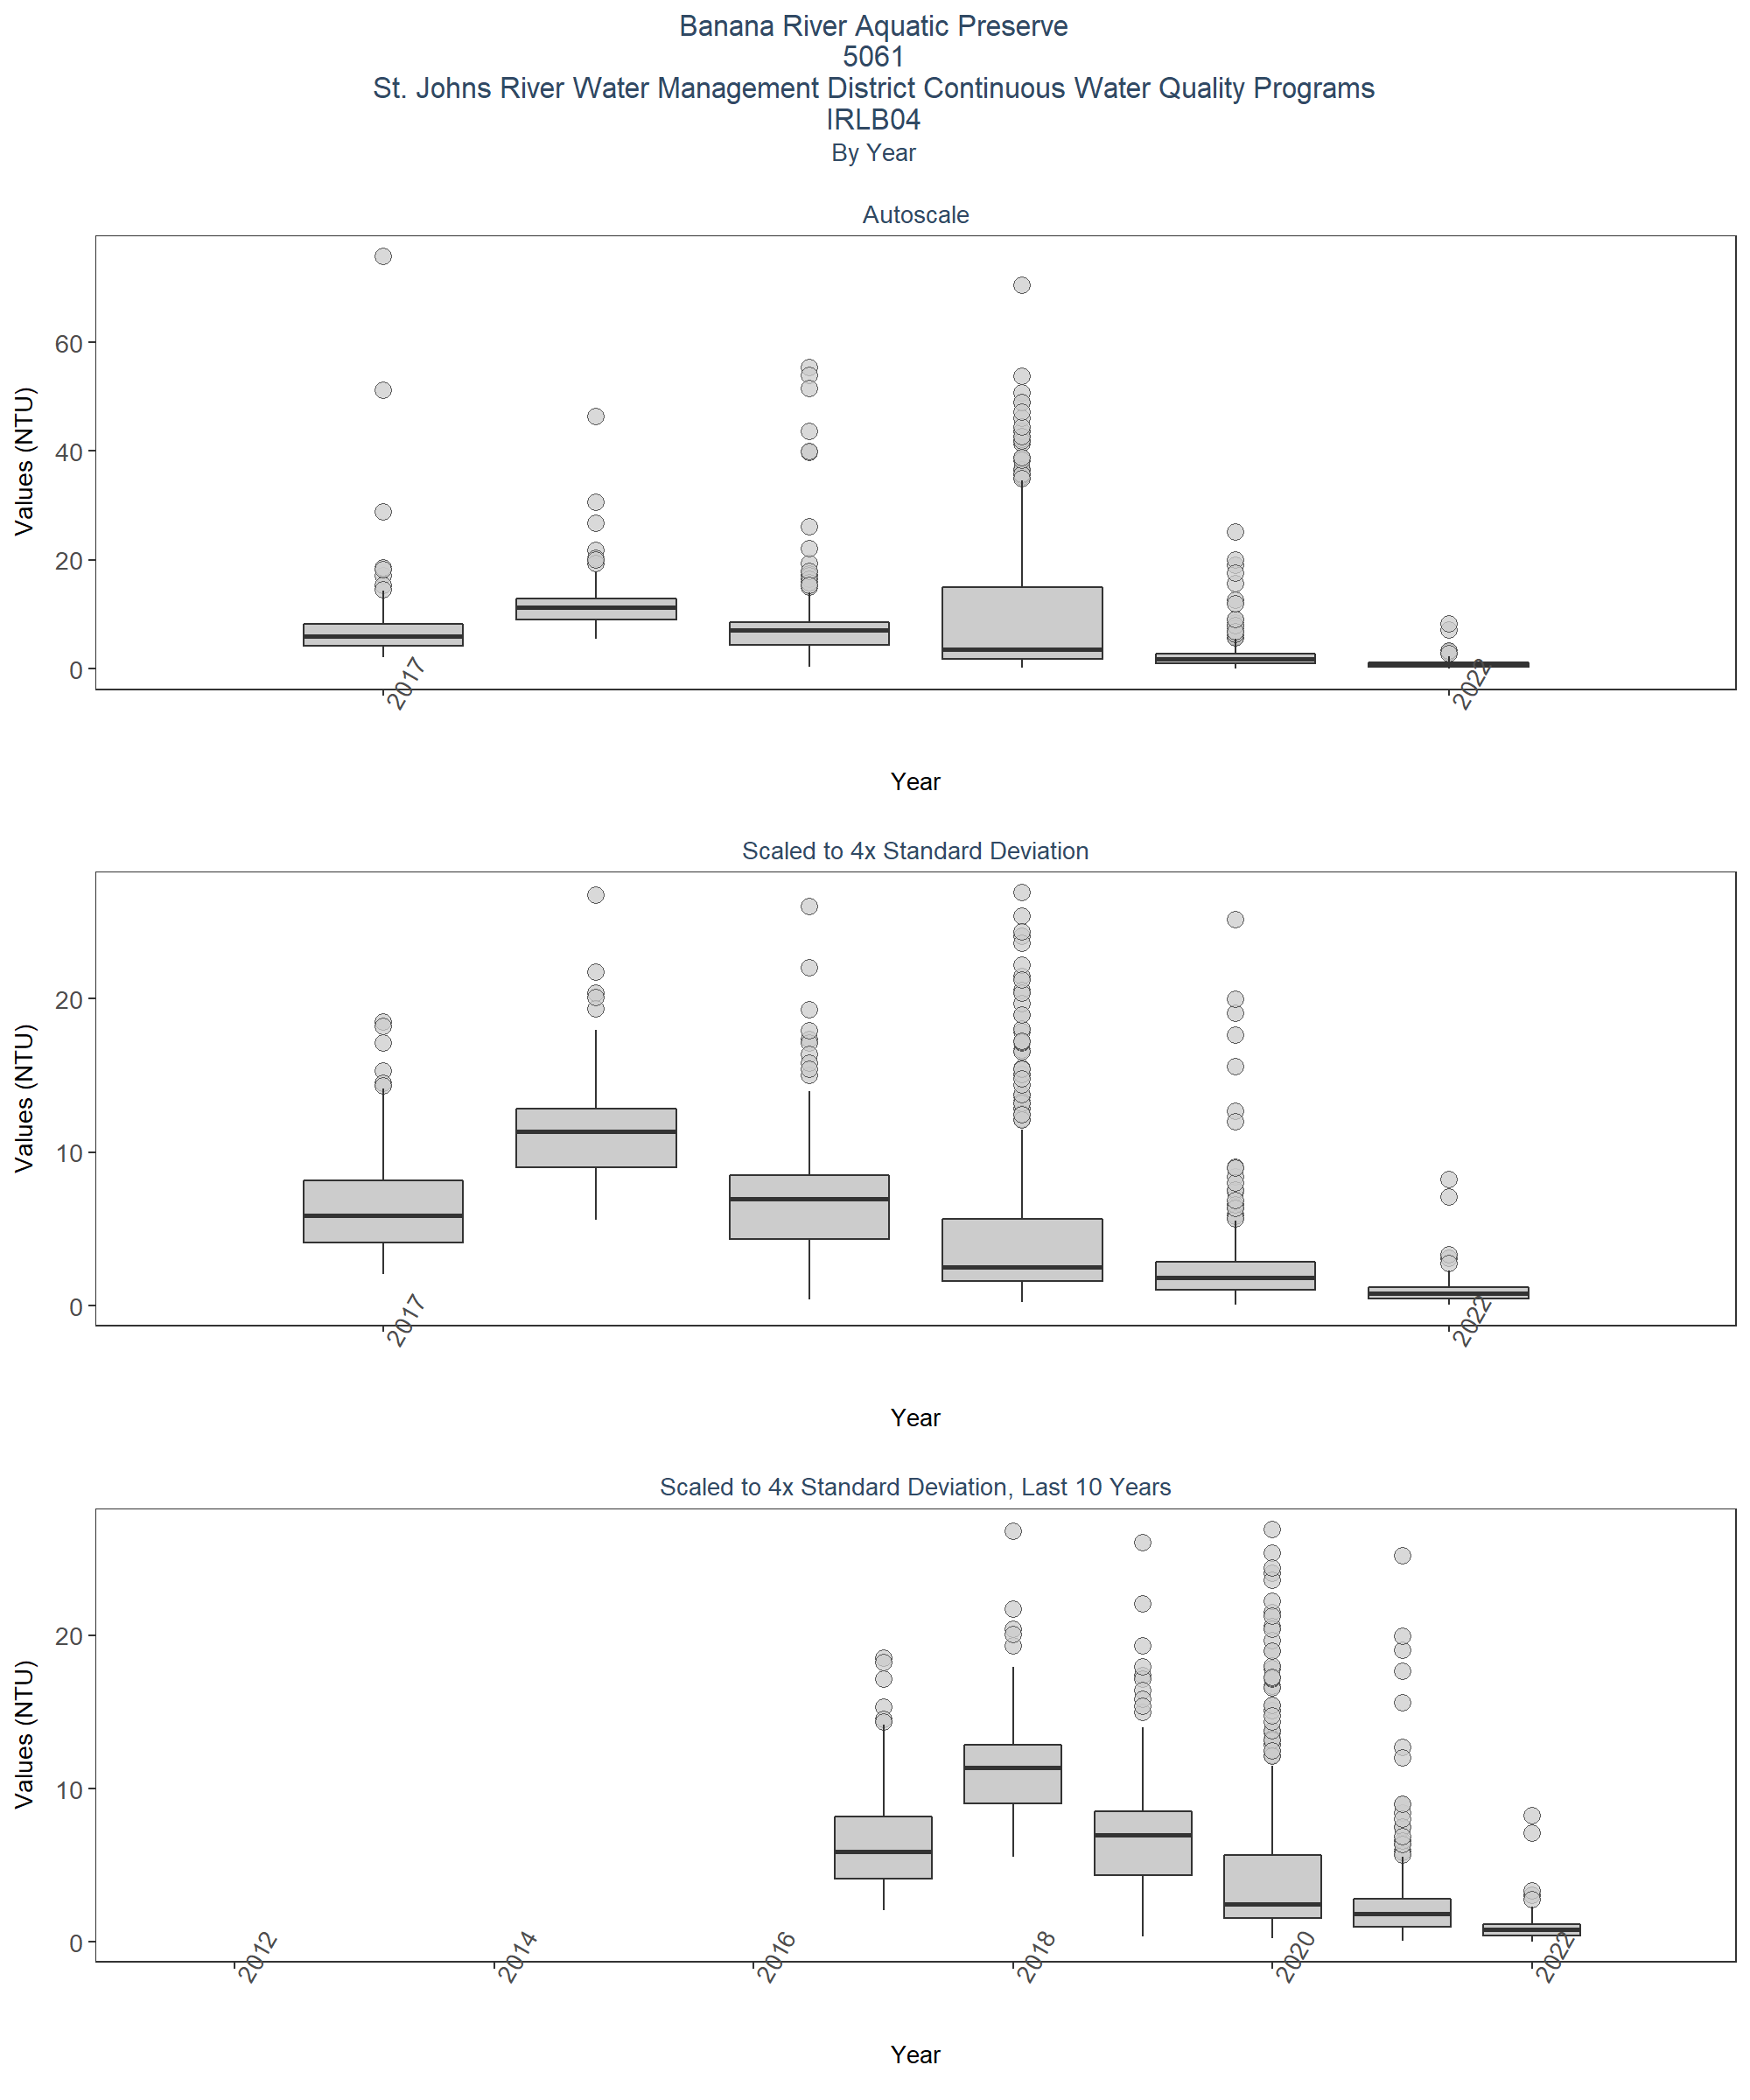 Banana River Aquatic Preserve
5061
St. Johns River Water Management District Continuous Water Quality Programs
IRLB04
By Year
Autoscale
Values (NTU)
60
40
20
0
2017
2022
Year
Scaled to 4x Standard Deviation
Values (NTU)
20
10
0
2017
2022
Year
Scaled to 4x Standard Deviation, Last 10 Years
Values (NTU)
20
10
0
2012
2014
2016
2018
2020
2022
Year